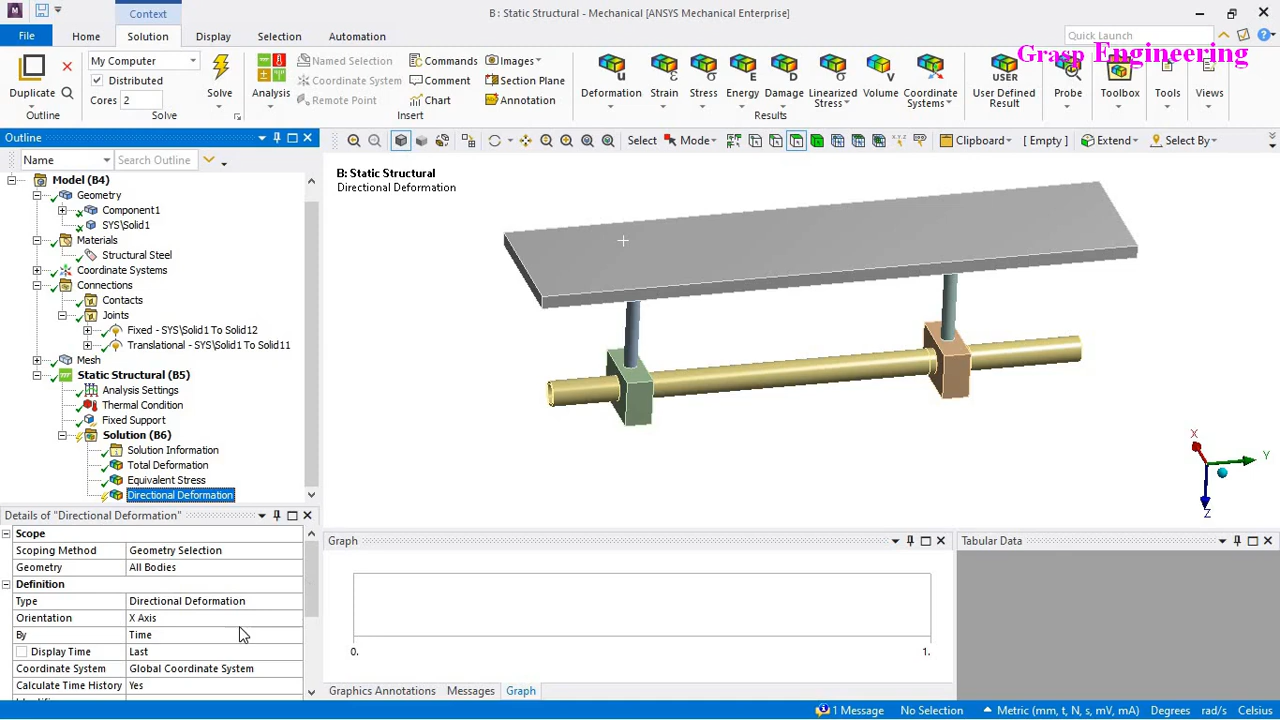 B : Static Structural - Mechanical [ANSYS Mechanical Enterprise]
Context
File
Home
Solution
Display
Selection
Automation
Quick Launch
Grasp Engineering
Duplicate
Outline
My Computer
Distributed
Cores 2
Solve
Solve
Analysis
Named Selection
Coordinate System
Remote Point
Commands
Comment
Chart
Images
Section Plane
Annotation
Insert
Deformation
Strain
Stress
Energy
Damage
Linearized Stress
Volume
Coordinate Systems
Results
User Defined Result
Probe
Toolbox
Tools
Views
Outline
Select
Mode
Clipboard
[ Empty ]
Extend
Select By
Name
Search Outline
Model (B4)
Geometry
Component1
SYS\Solid1
Materials
Structural Steel
Coordinate Systems
Connections
Contacts
Joints
Fixed - SYS\Solid1 To Solid12
Translational - SYS\Solid1 To Solid11
Mesh
Static Structural (B5)
Analysis Settings
Thermal Condition
Fixed Support
Solution (B6)
Solution Information
Total Deformation
Equivalent Stress
Directional Deformation
B: Static Structural
Directional Deformation
X
Y
Z
Details of "Directional Deformation"
Scope
Scoping Method Geometry Selection
Geometry All Bodies
Definition
Type Directional Deformation
Orientation X Axis
By Time
Display Time Last
Coordinate System Global Coordinate System
Calculate Time History Yes
Graph
0.
1.
Graphics Annotations
Messages
Graph
Tabular Data
1 Message
No Selection
Metric (mm, t, N, s, mV, mA)
Degrees
rad/s
Celsius